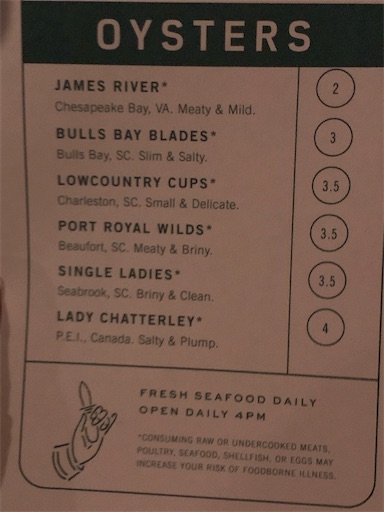 OYSTERS
JAMES RIVER* 2
Chesapeake Bay, VA. Meaty & Mild.
BULLS BAY BLADES* 3
Bulls Bay, SC. Slim & Salty.
LOWCOUNTRY CUPS* 3.5
Charleston, SC. Small & Delicate.
PORT ROYAL WILDS* 3.5
Beaufort, SC. Meaty & Briny.
SINGLE LADIES* 3.5
Seabrook, SC. Briny & Clean.
LADY CHATTERLEY* 4
P.E.I., Canada. Salty & Plump.
FRESH SEAFOOD DAILY
OPEN DAILY 4PM
*CONSUMING RAW OR UNDERCOOKED MEATS,
POULTRY, SEAFOOD, SHELLFISH, OR EGGS MAY
INCREASE YOUR RISK OF FOODBORNE ILLNESS.